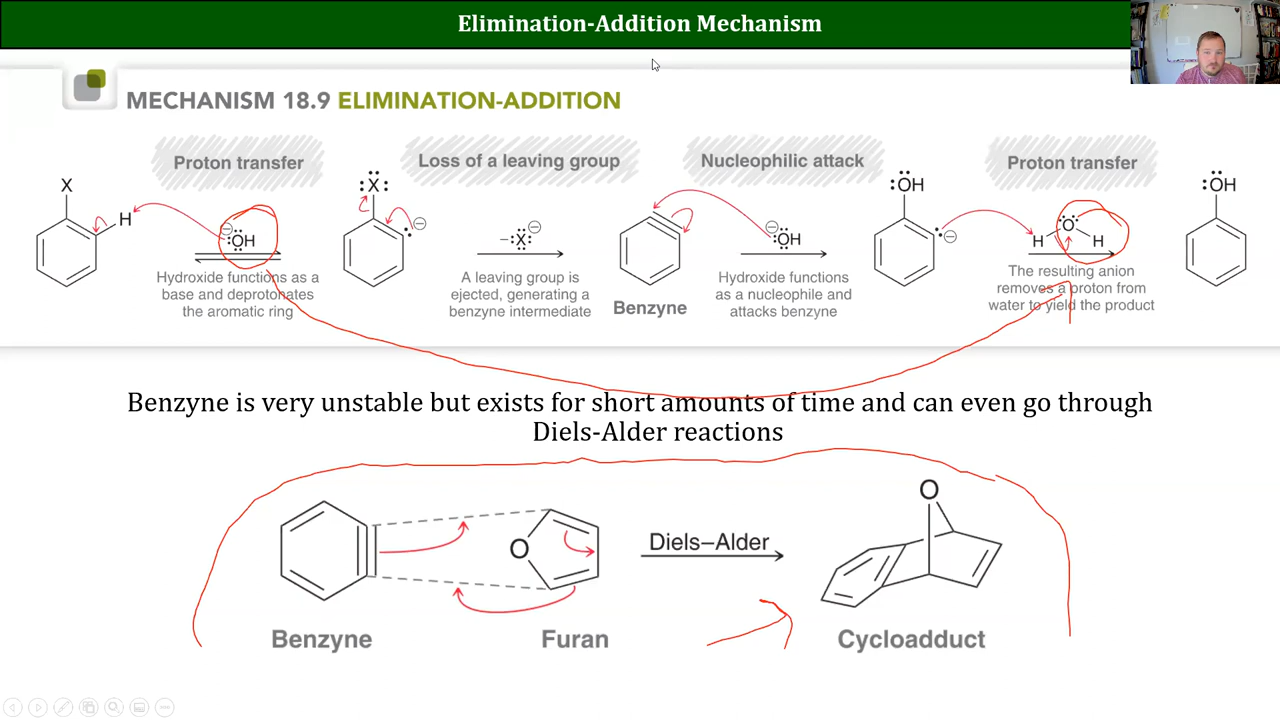 Elimination-Addition Mechanism
MECHANISM 18.9 ELIMINATION-ADDITION
Proton transfer
Loss of a leaving group
Nucleophilic attack
Proton transfer
X
H
⊖
:ÖH
Hydroxide functions as a
base and deprotonates
the aromatic ring
:Ẍ:
⊖
−:Ẍ:⊖
A leaving group is
ejected, generating a
benzyne intermediate
Benzyne
⊖
:ÖH
Hydroxide functions
as a nucleophile and
attacks benzyne
:ÖH
⊖
H
O
H
The resulting anion
removes a proton from
water to yield the product
:ÖH
Benzyne is very unstable but exists for short amounts of time and can even go through
Diels-Alder reactions
O
Diels–Alder
O
Benzyne
Furan
Cycloadduct